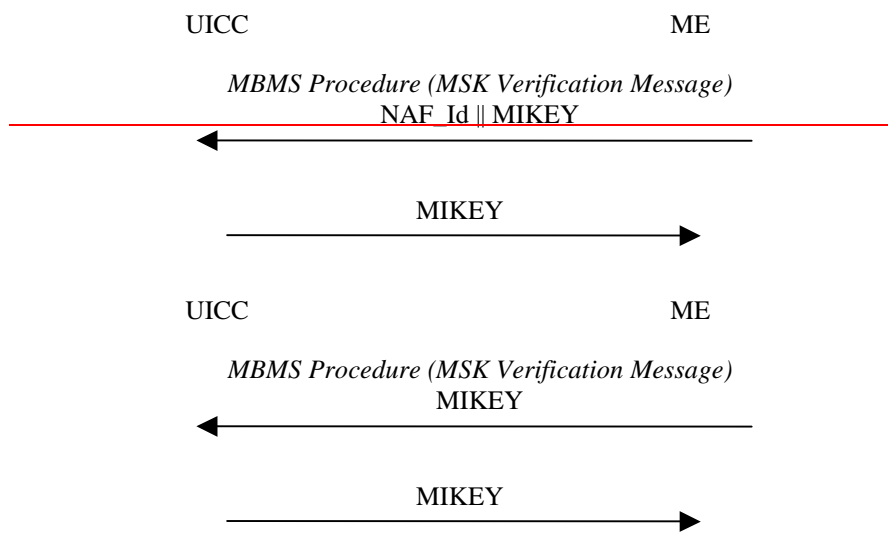 UICC ME
MBMS Procedure (MSK Verification Message)
NAF_Id || MIKEY
MIKEY
UICC ME
MBMS Procedure (MSK Verification Message)
MIKEY
MIKEY